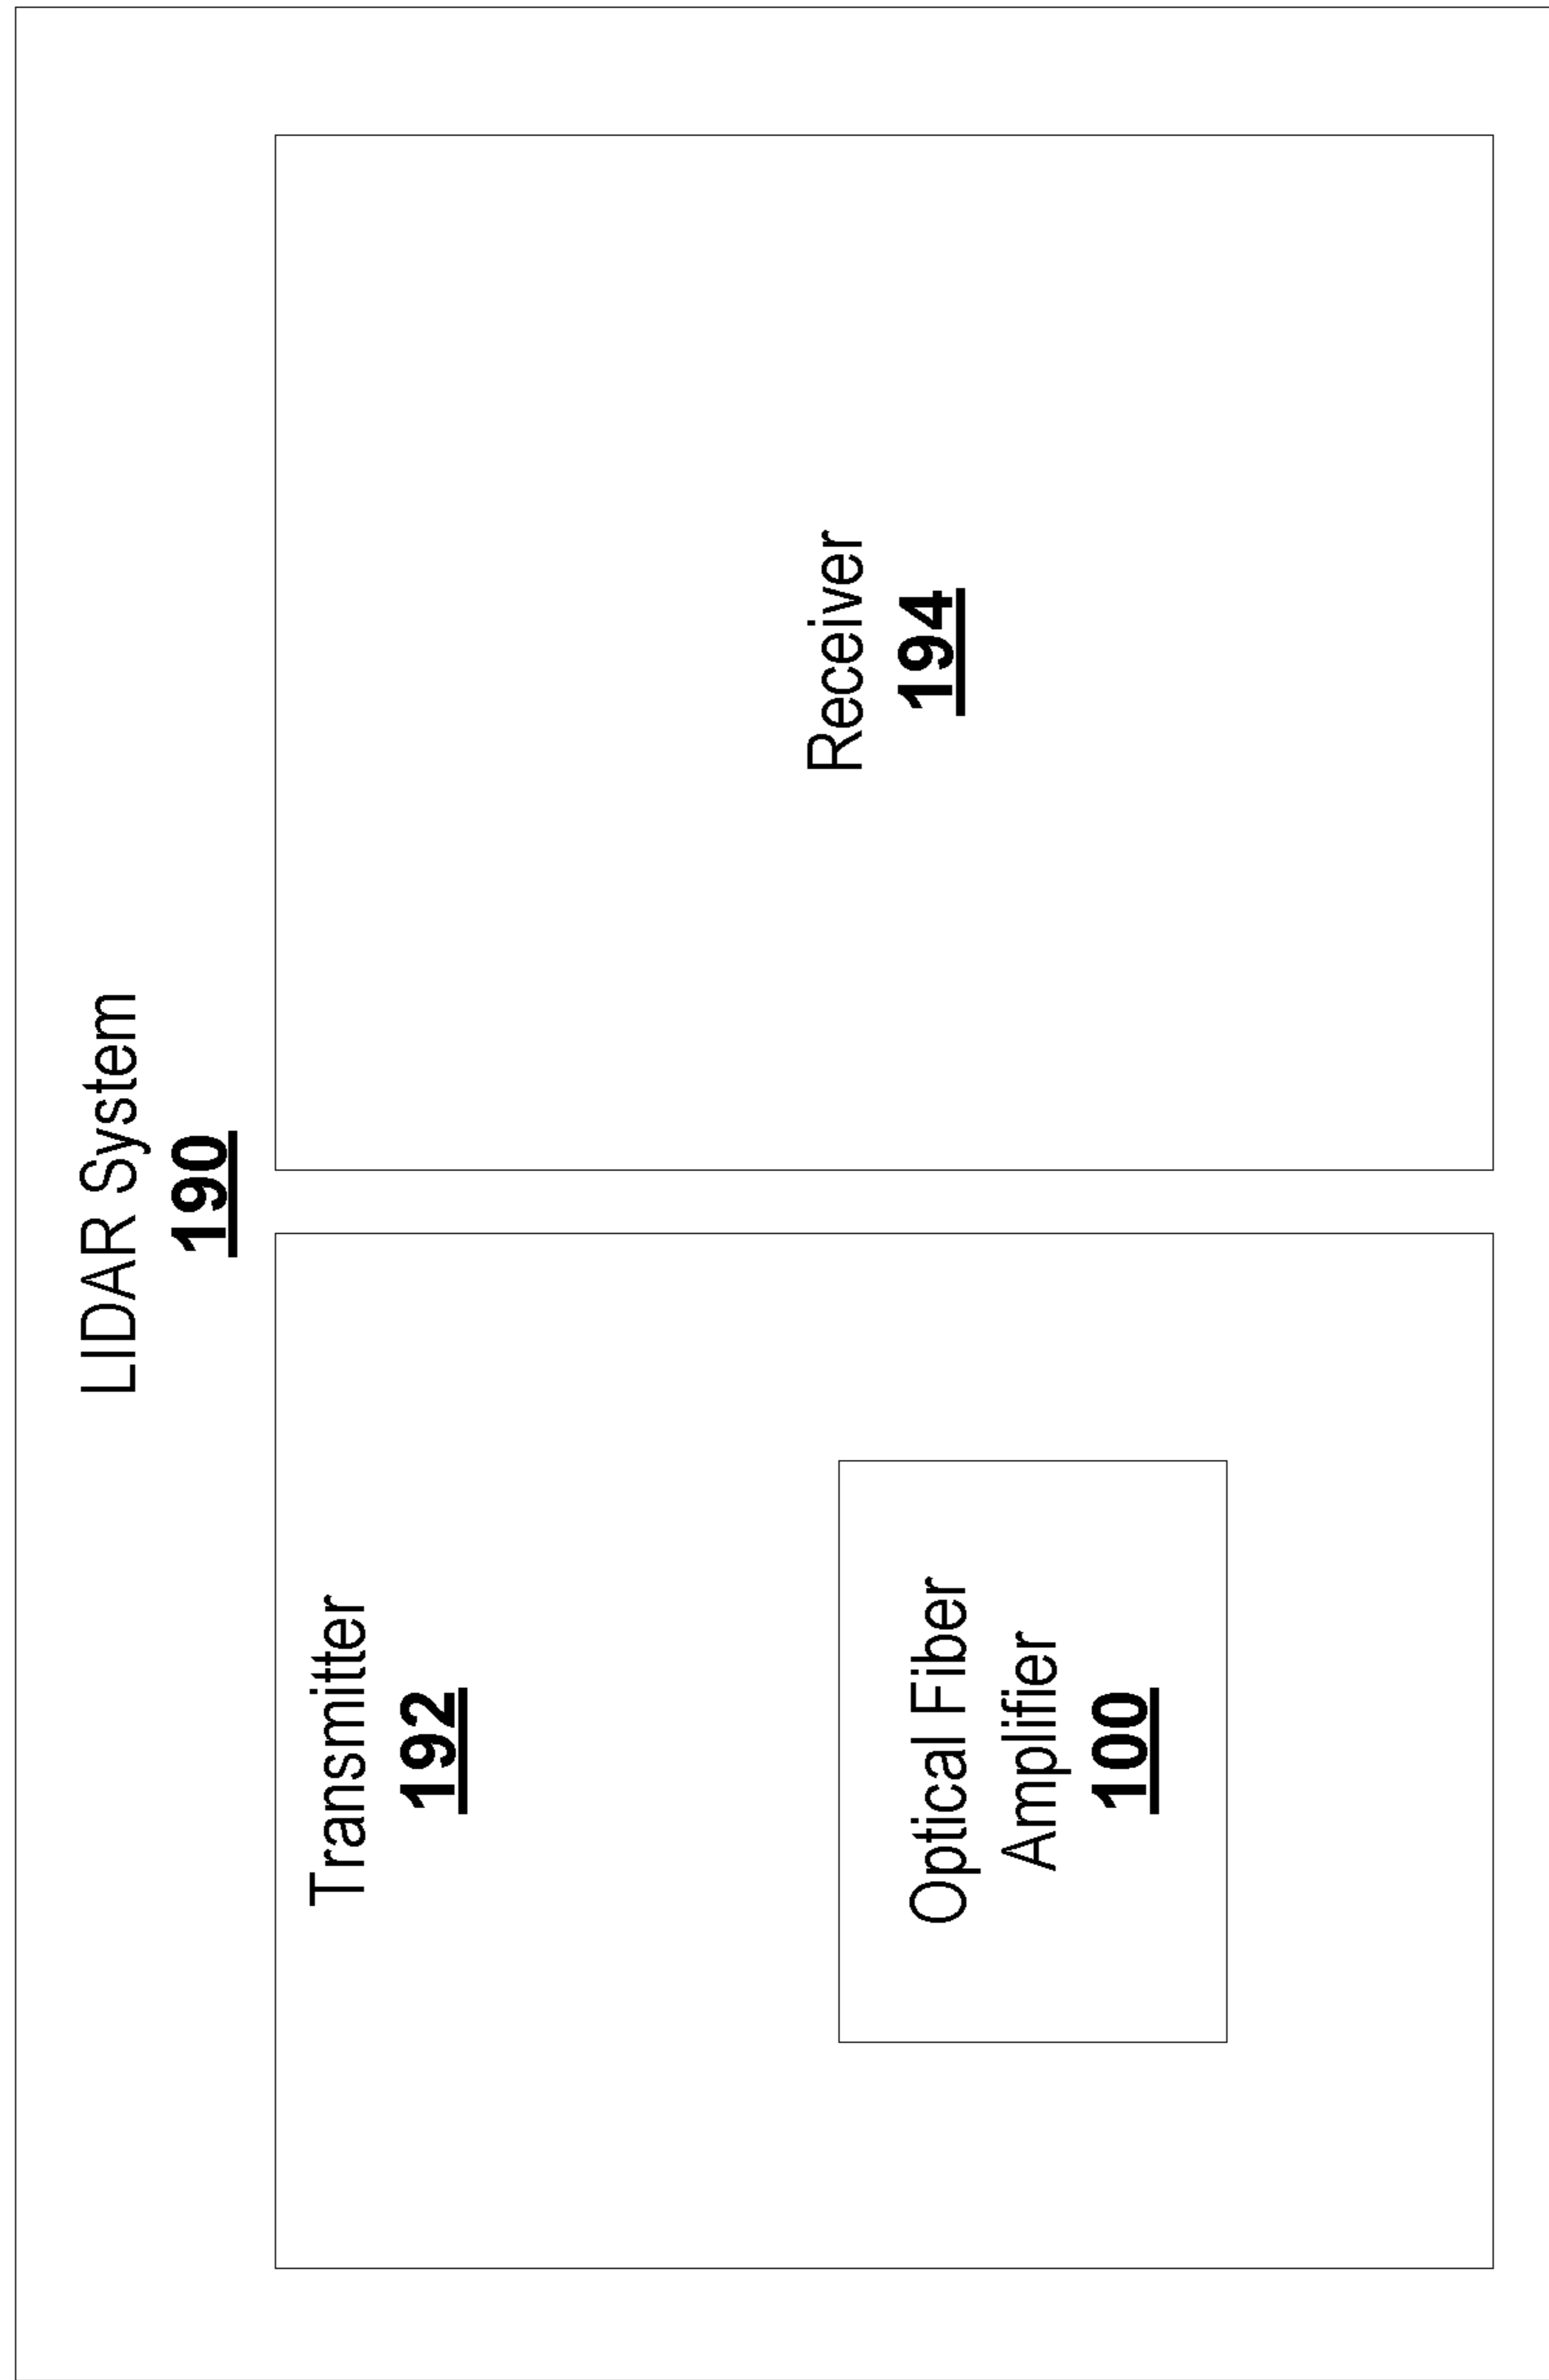 LIDAR System
190
Transmitter
192
Optical Fiber
Amplifier
100
Receiver
194